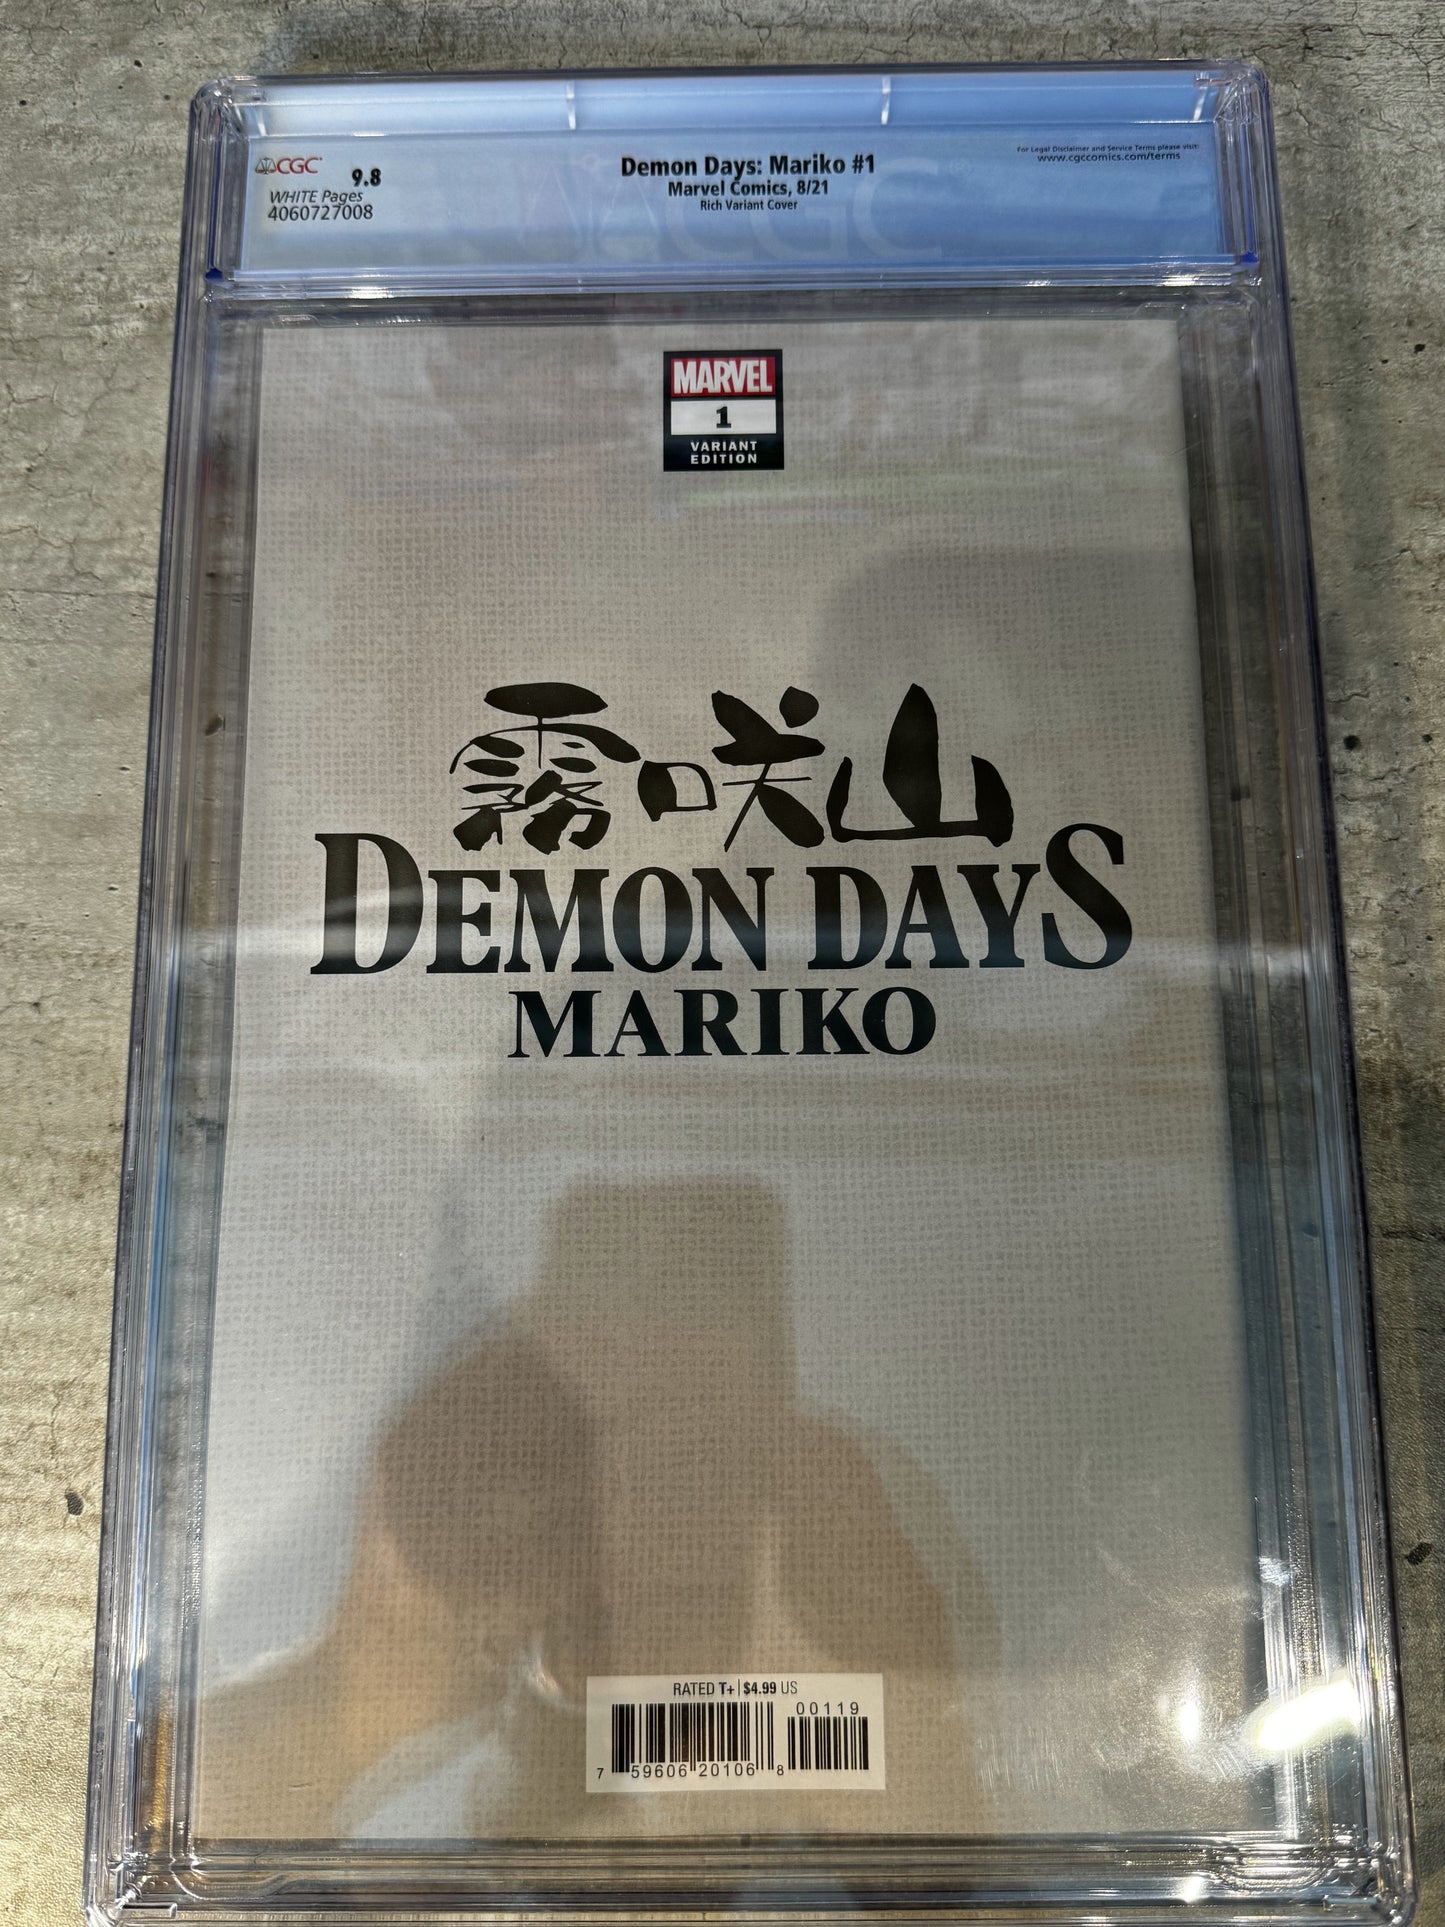 CGC
9.8
WHITE Pages
4060727008
Demon Days: Mariko #1
Marvel Comics, 8/21
Rich Variant Cover
For Legal Disclaimer and Service Terms please visit:
www.cgccomics.com/terms
CGC
MARVEL
1
VARIANT
EDITION
霧咲山
DEMON DAYS
MARIKO
RATED T+ | $4.99 US
00119
7 59606 20106 8